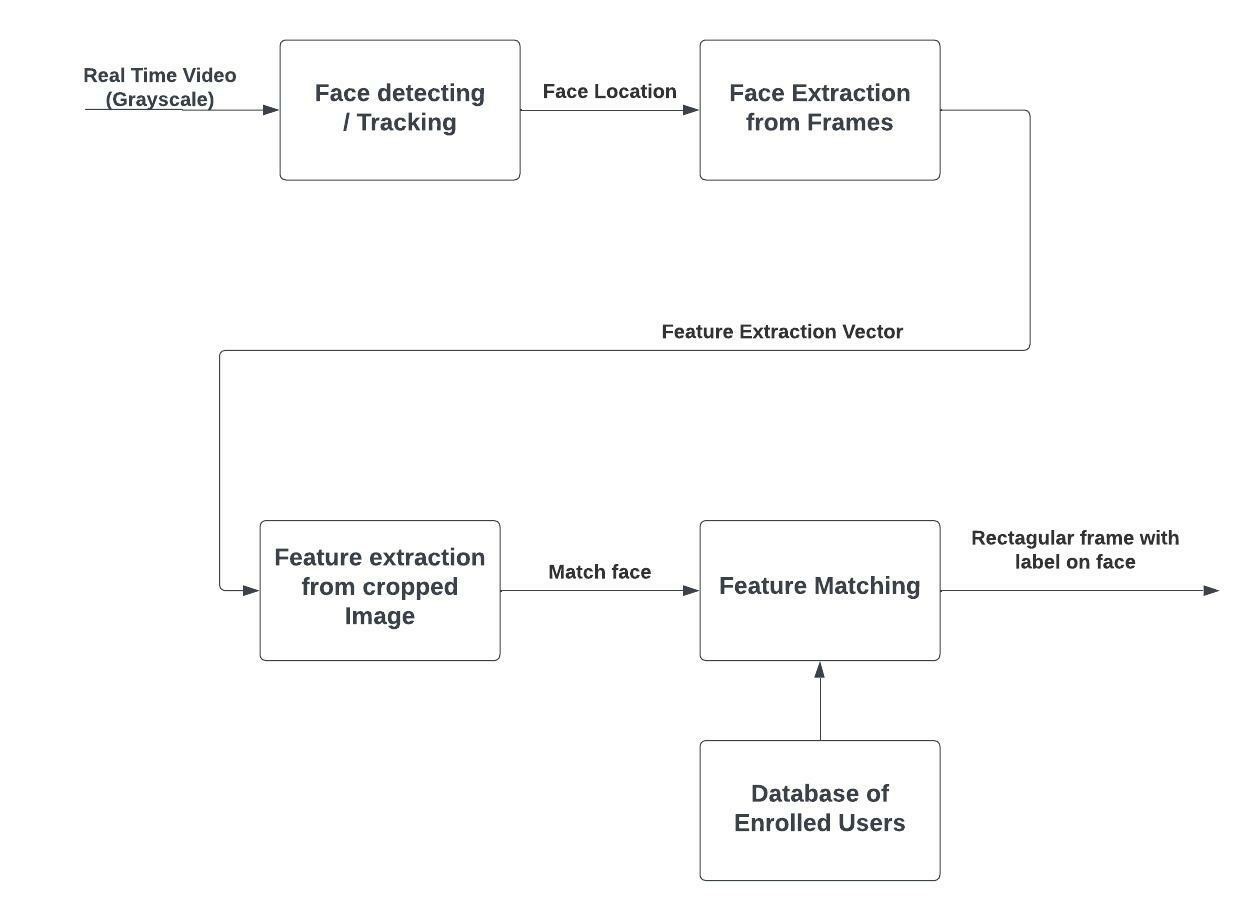 Real Time Video
(Grayscale)
Face detecting
/ Tracking
Face Location
Face Extraction
from Frames
Feature Extraction Vector
Feature extraction
from cropped
Image
Match face
Feature Matching
Rectagular frame with
label on face
Database of
Enrolled Users